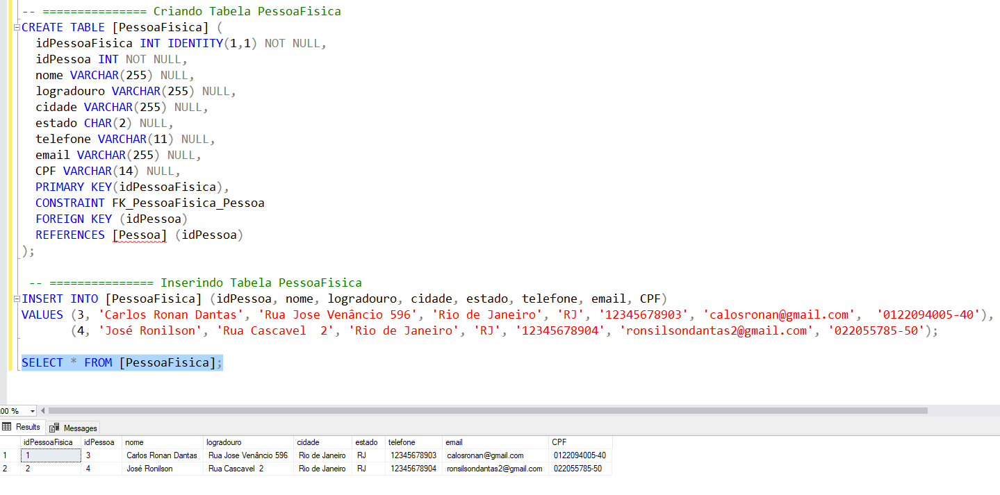 -- =============== Criando Tabela PessoaFisica
CREATE TABLE [PessoaFisica] (
idPessoaFisica INT IDENTITY(1,1) NOT NULL,
idPessoa INT NOT NULL,
nome VARCHAR(255) NULL,
logradouro VARCHAR(255) NULL,
cidade VARCHAR(255) NULL,
estado CHAR(2) NULL,
telefone VARCHAR(11) NULL,
email VARCHAR(255) NULL,
CPF VARCHAR(14) NULL,
PRIMARY KEY(idPessoaFisica),
CONSTRAINT FK_PessoaFisica_Pessoa
FOREIGN KEY (idPessoa)
REFERENCES [Pessoa] (idPessoa)
);
-- =============== Inserindo Tabela PessoaFisica
INSERT INTO [PessoaFisica] (idPessoa, nome, logradouro, cidade, estado, telefone, email, CPF)
VALUES (3, 'Carlos Ronan Dantas', 'Rua Jose Venâncio 596', 'Rio de Janeiro', 'RJ', '12345678903', 'calosronan@gmail.com',  '0122094005-40'),
(4, 'José Ronilson', 'Rua Cascavel  2', 'Rio de Janeiro', 'RJ', '12345678904', 'ronsilsondantas2@gmail.com', '022055785-50');
SELECT * FROM [PessoaFisica];
00 %
Results Messages
idPessoaFisica idPessoa nome logradouro cidade estado telefone email CPF
1 1 3 Carlos Ronan Dantas Rua Jose Venâncio 596 Rio de Janeiro RJ 12345678903 calosronan@gmail.com 0122094005-40
2 2 4 José Ronilson Rua Cascavel  2 Rio de Janeiro RJ 12345678904 ronsilsondantas2@gmail.com 022055785-50